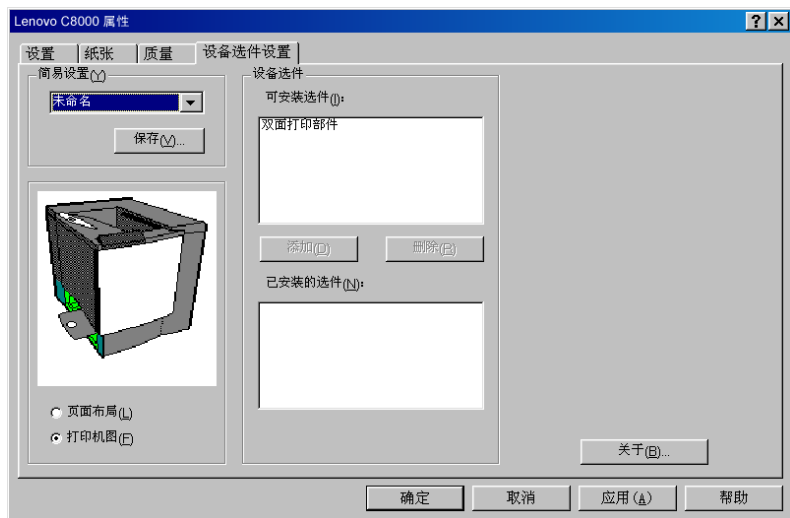 Lenovo C8000 属性
设置 纸张 质量 设备选件设置
简易设置(Y)
未命名
保存(V)...
页面布局(L)
打印机图(F)
设备选件
可安装选件(I):
双面打印部件
添加(D) 删除(R)
已安装的选件(N):
关于(B)...
确定 取消 应用(A) 帮助